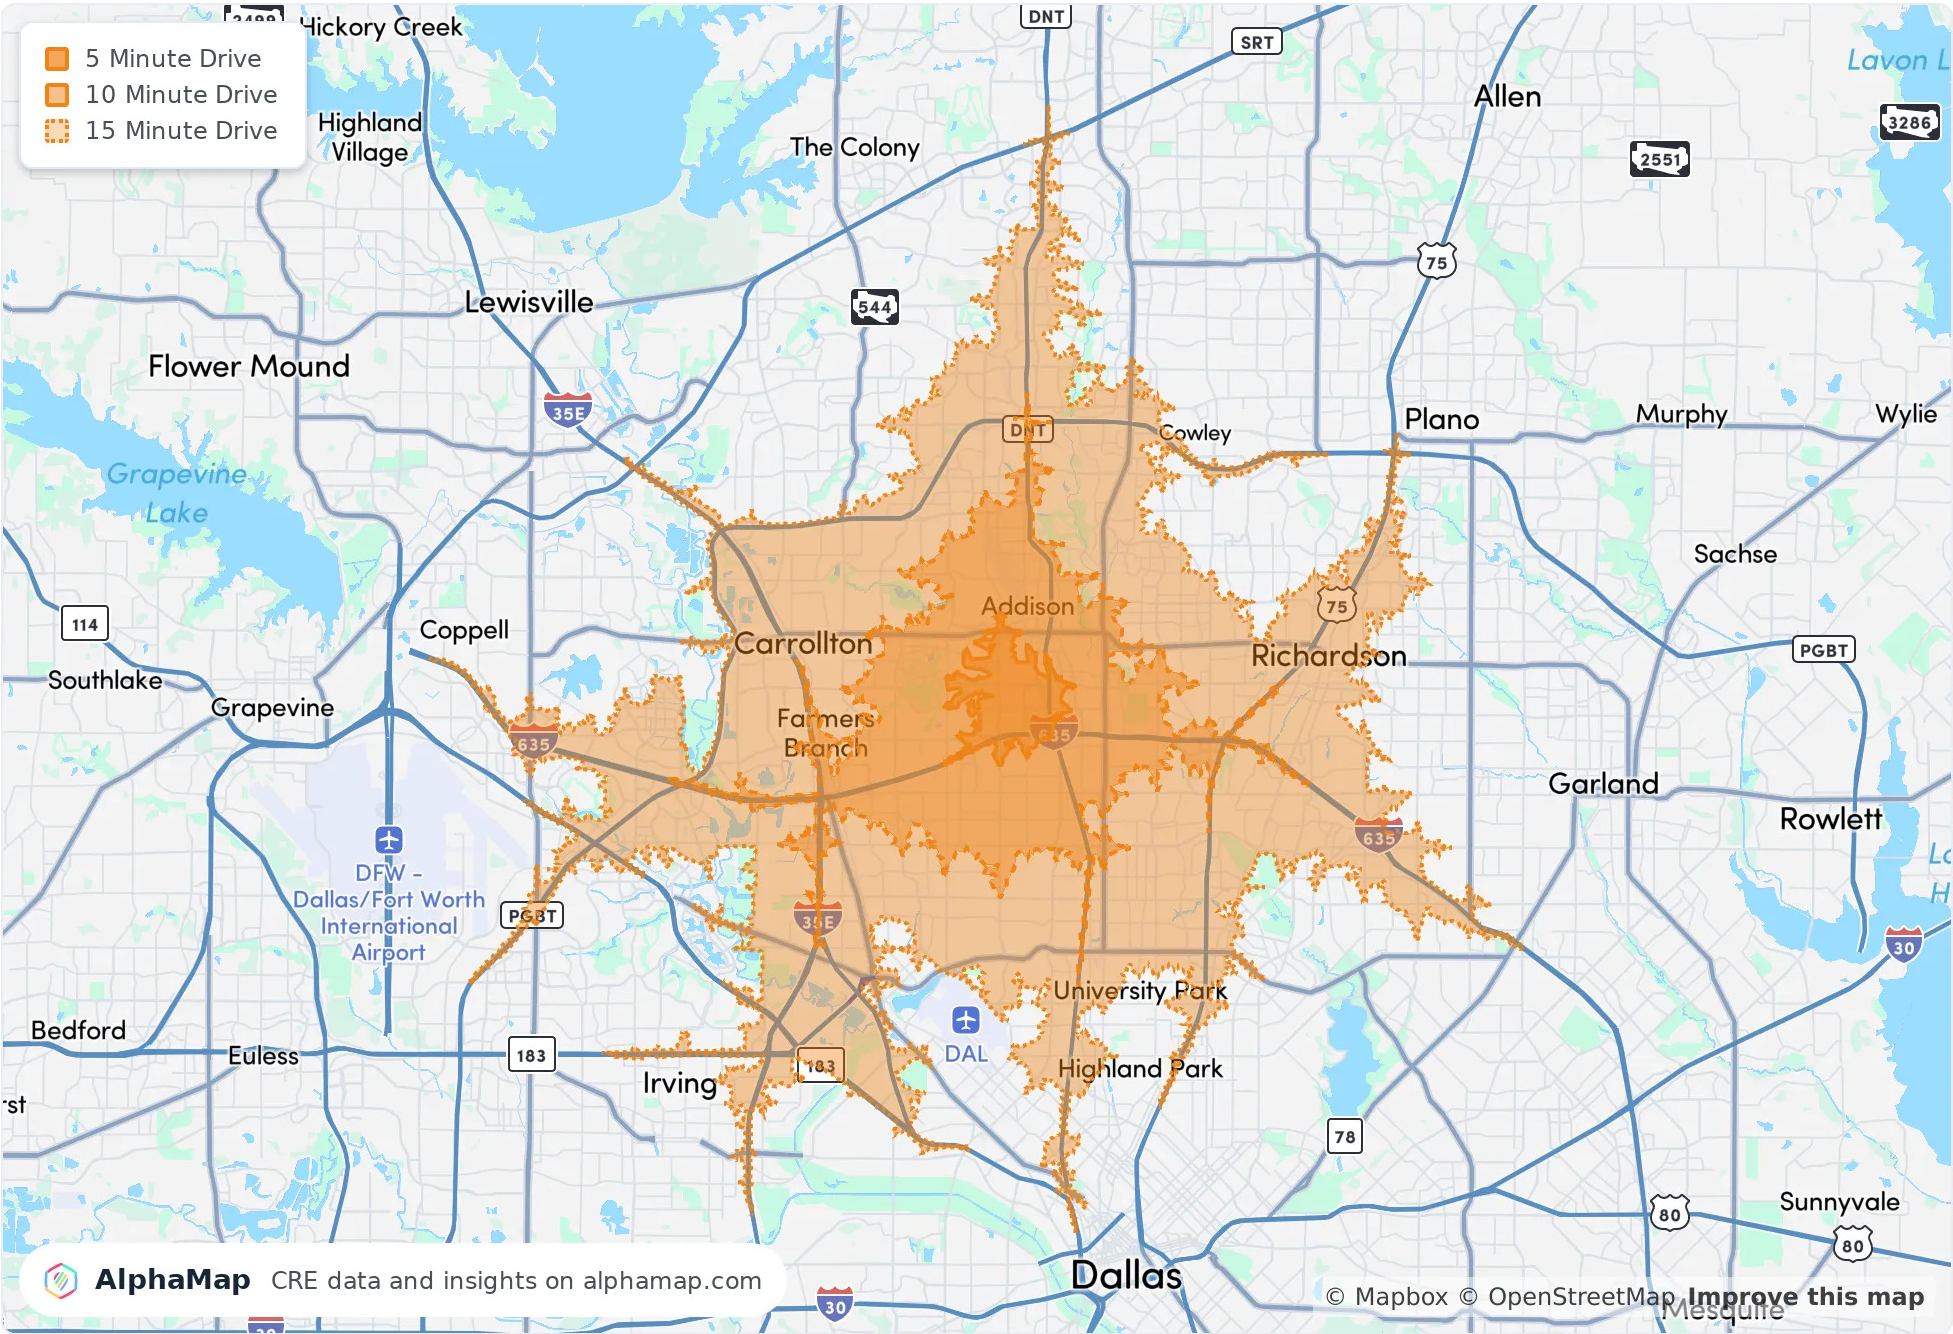 5 Minute Drive
10 Minute Drive
15 Minute Drive
Hickory Creek
DNT
SRT
Lavon L
Allen
3286
Highland
Village
The Colony
2551
75
Lewisville
544
Flower Mound
35E
Plano
Murphy
Wylie
DNT
Cowley
Grapevine
Lake
Sachse
114
Coppell
Addison
75
Carrollton
Richardson
PGBT
Southlake
Grapevine
Farmers
Branch
635
635
Garland
Rowlett
635
DFW -
Dallas/Fort Worth
International
Airport
PGBT
35E
30
University Park
DAL
Bedford
Euless
183
183
Irving
Highland Park
rst
78
Sunnyvale
80
80
AlphaMap CRE data and insights on alphamap.com
Dallas
30
© Mapbox © OpenStreetMap Improve this map
Mesquite